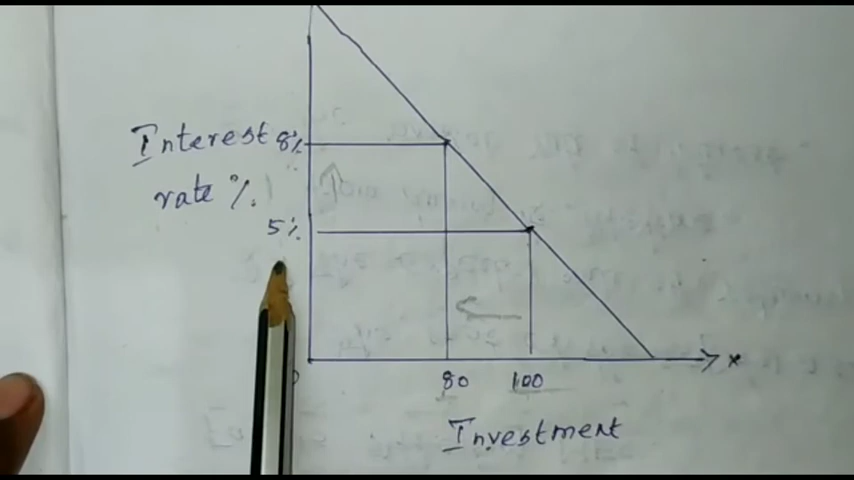 Interest 8%
rate %.
5%
80 100
x
Investment